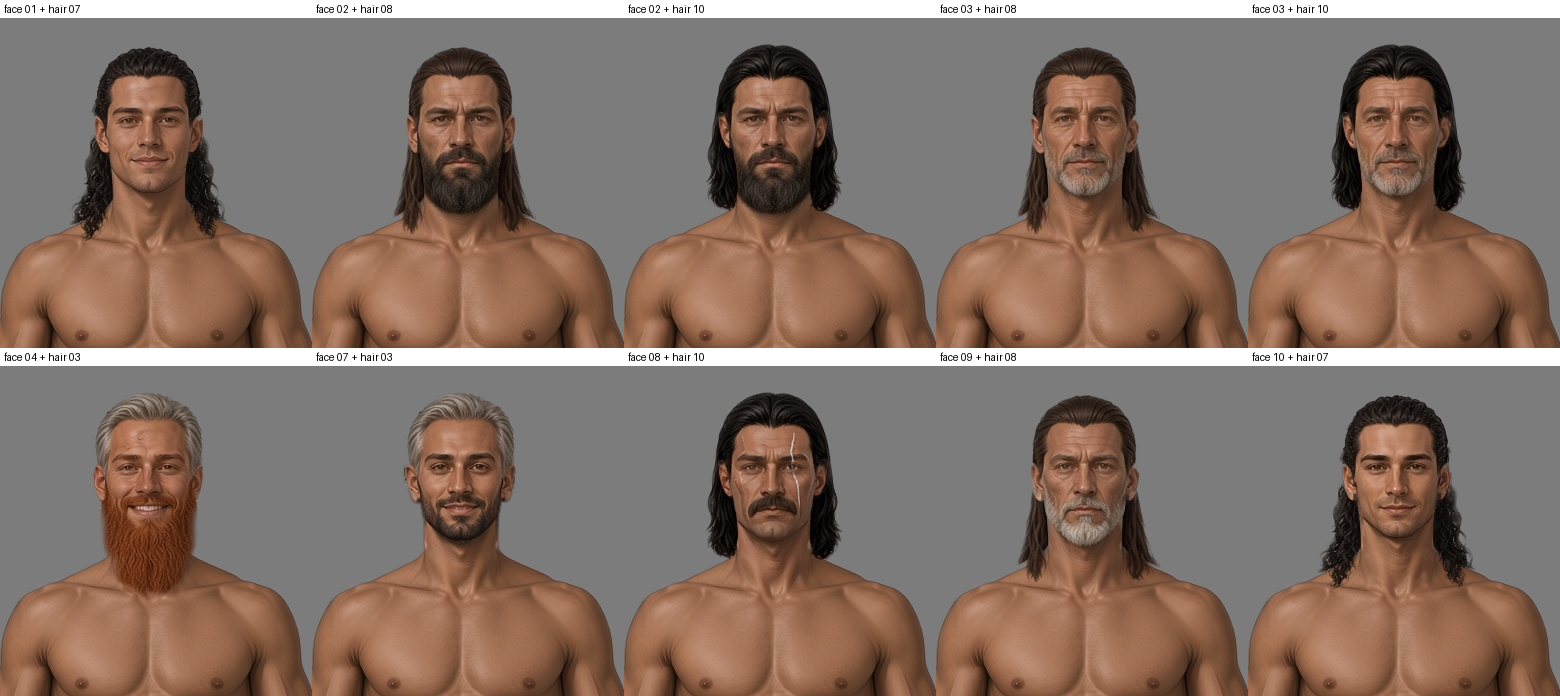 face 01 + hair 07
face 02 + hair 08
face 02 + hair 10
face 03 + hair 08
face 03 + hair 10
face 04 + hair 03
face 07 + hair 03
face 08 + hair 10
face 09 + hair 08
face 10 + hair 07